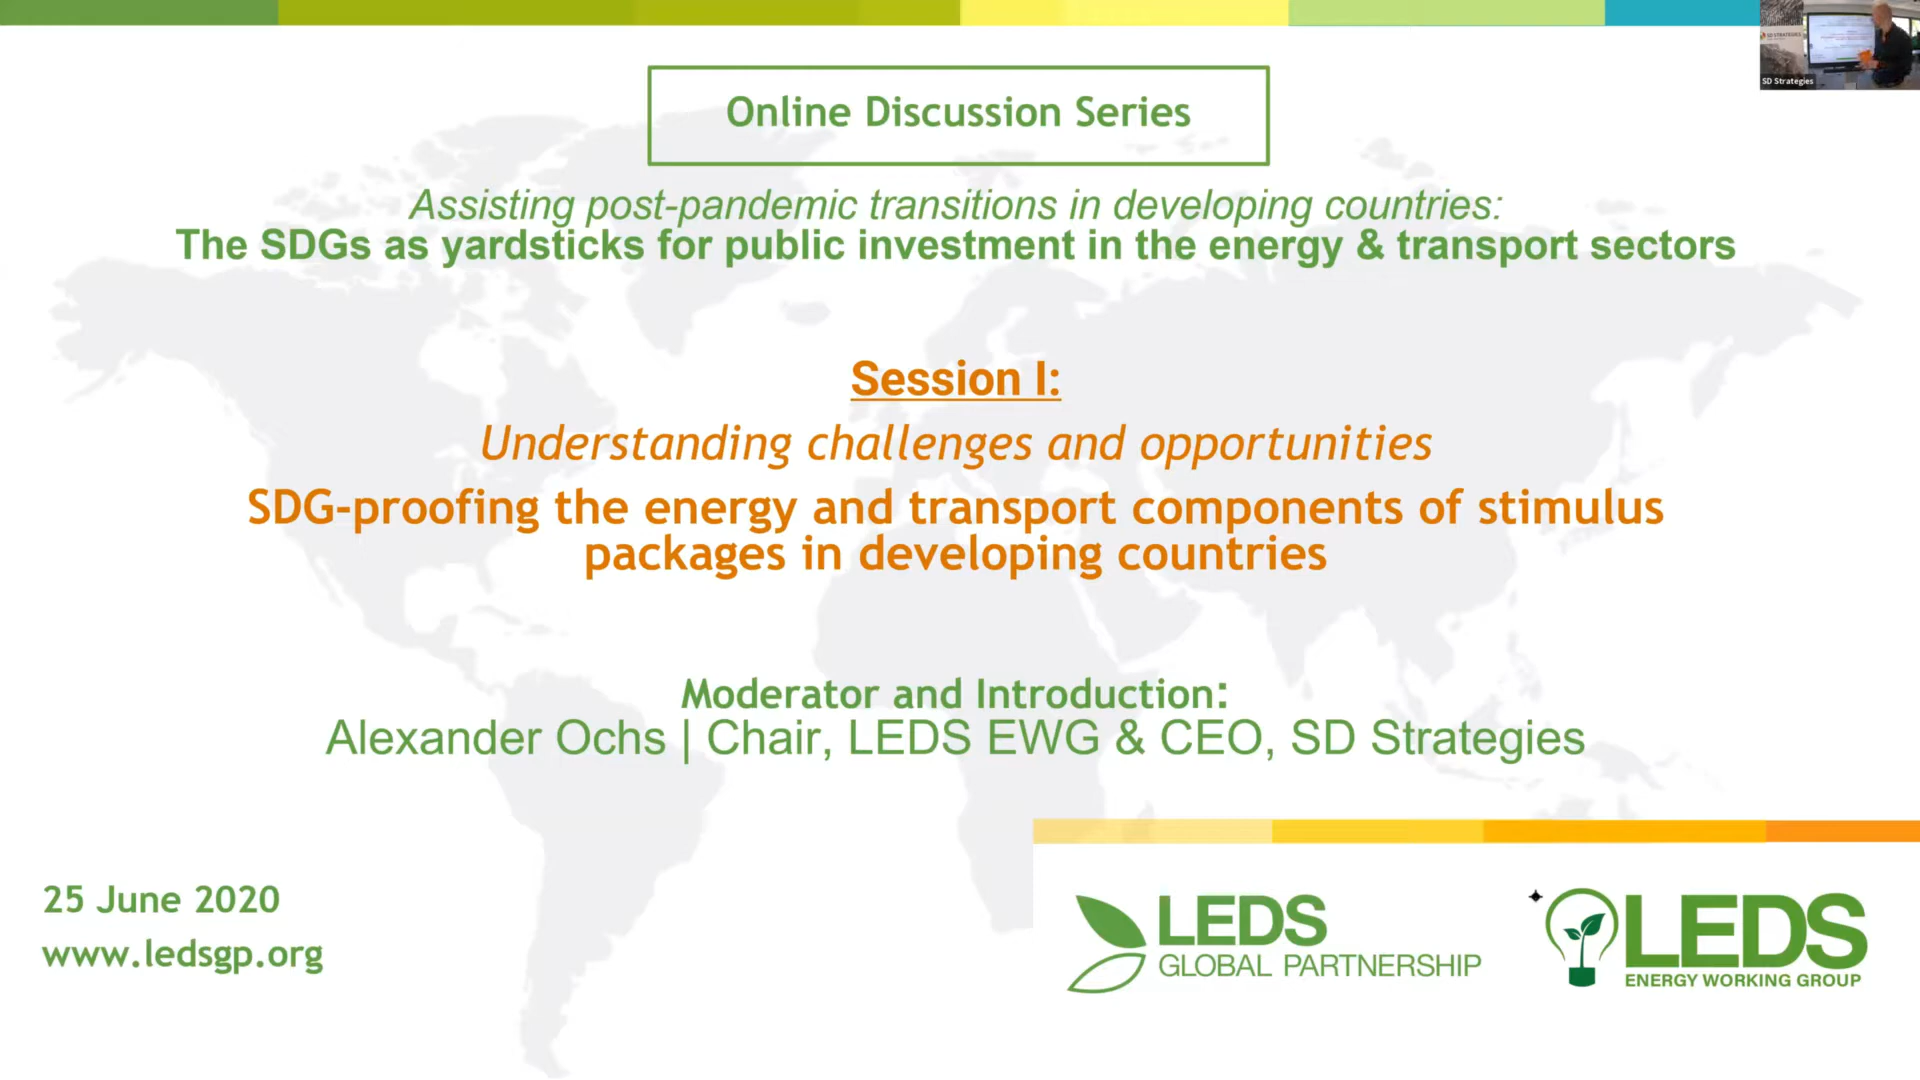 SD STRATEGIES
SD Strategies
Online Discussion Series
Assisting post-pandemic transitions in developing countries:
The SDGs as yardsticks for public investment in the energy & transport sectors
Session I:
Understanding challenges and opportunities
SDG-proofing the energy and transport components of stimulus
packages in developing countries
Moderator and Introduction:
Alexander Ochs | Chair, LEDS EWG & CEO, SD Strategies
25 June 2020
www.ledsgp.org
LEDS
GLOBAL PARTNERSHIP
LEDS
ENERGY WORKING GROUP